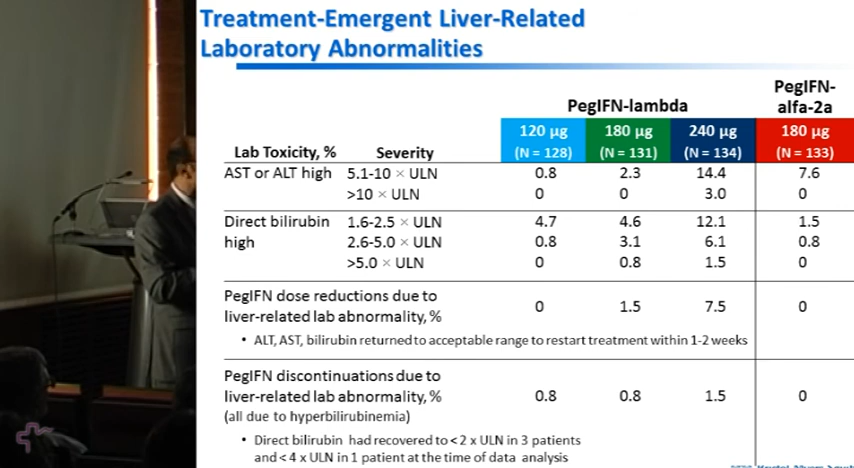 Treatment-Emergent Liver-Related
Laboratory Abnormalities
PegIFN-lambda
PegIFN-
alfa-2a
Lab Toxicity, % Severity 120 µg (N = 128) 180 µg (N = 131) 240 µg (N = 134) 180 µg (N = 133)
AST or ALT high 5.1-10 × ULN 0.8 2.3 14.4 7.6
>10 × ULN 0 0 3.0 0
Direct bilirubin 1.6-2.5 × ULN 4.7 4.6 12.1 1.5
high 2.6-5.0 × ULN 0.8 3.1 6.1 0.8
>5.0 × ULN 0 0.8 1.5 0
PegIFN dose reductions due to
liver-related lab abnormality, % 0 1.5 7.5 0
• ALT, AST, bilirubin returned to acceptable range to restart treatment within 1-2 weeks
PegIFN discontinuations due to
liver-related lab abnormality, % 0.8 0.8 1.5 0
(all due to hyperbilirubinemia)
• Direct bilirubin had recovered to < 2 x ULN in 3 patients
and < 4 x ULN in 1 patient at the time of data analysis